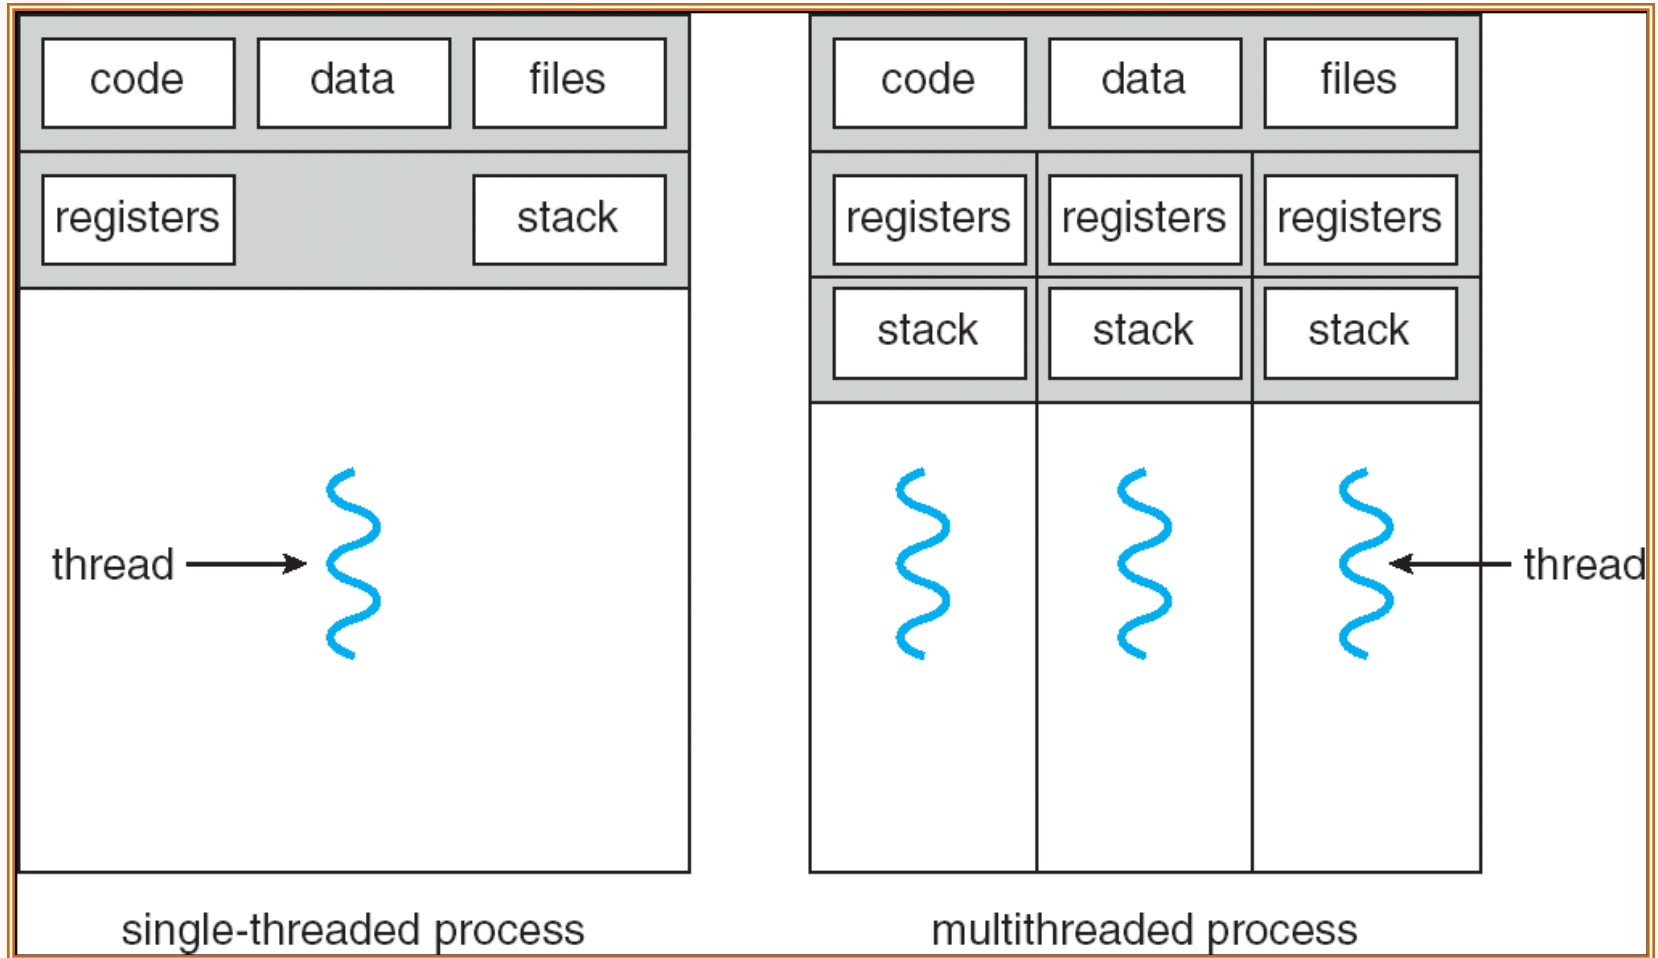 code data files
registers stack
thread
single-threaded process
code data files
registers registers registers
stack stack stack
thread
multithreaded process